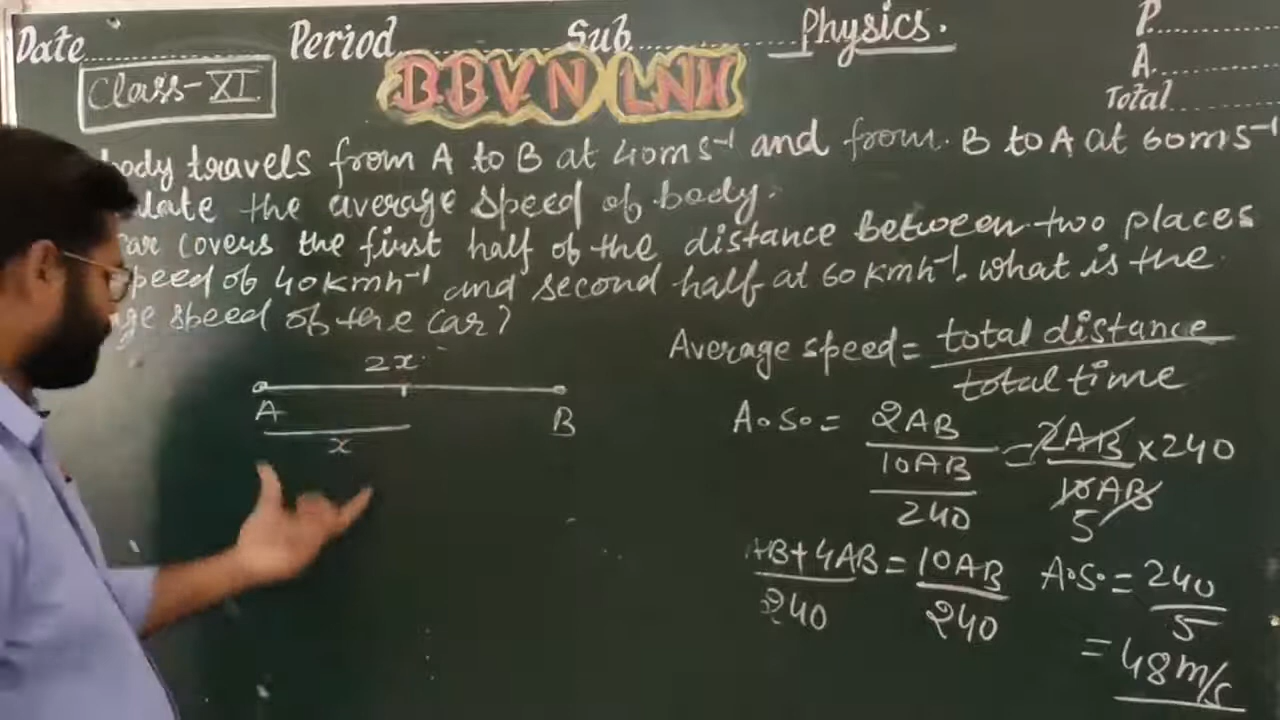 Date............ Period............ Sub............ Physics. P............
A............
Class-XI BBVN LNH Total............
body travels from A to B at 40ms⁻¹ and from B to A at 60ms⁻¹
late the average speed of body.
car covers the first half of the distance between two places
speed of 40kmh⁻¹ and second half at 60kmh⁻¹. what is the
ge speed of the car?
Average speed = total distance / total time
2x
A B
x
A.S. = 2AB / (10AB / 240) = 2AB / 10AB × 240
5
AB+4AB / 240 = 10AB / 240
A.S. = 240 / 5
= 48 m/s